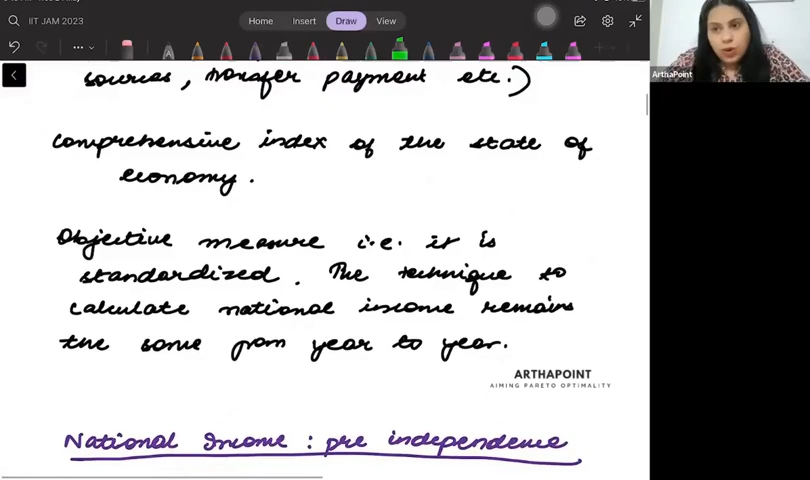 IIT JAM 2023
Home Insert Draw View
sources, transfer payment etc.)
ArthaPoint
Comprehensive index of the state of
economy.
Objective measure i.e. it is
standardized. The technique to
calculate national income remains
the same from year to year.
ARTHAPOINT
AIMING PARETO OPTIMALITY
National Income : pre independence